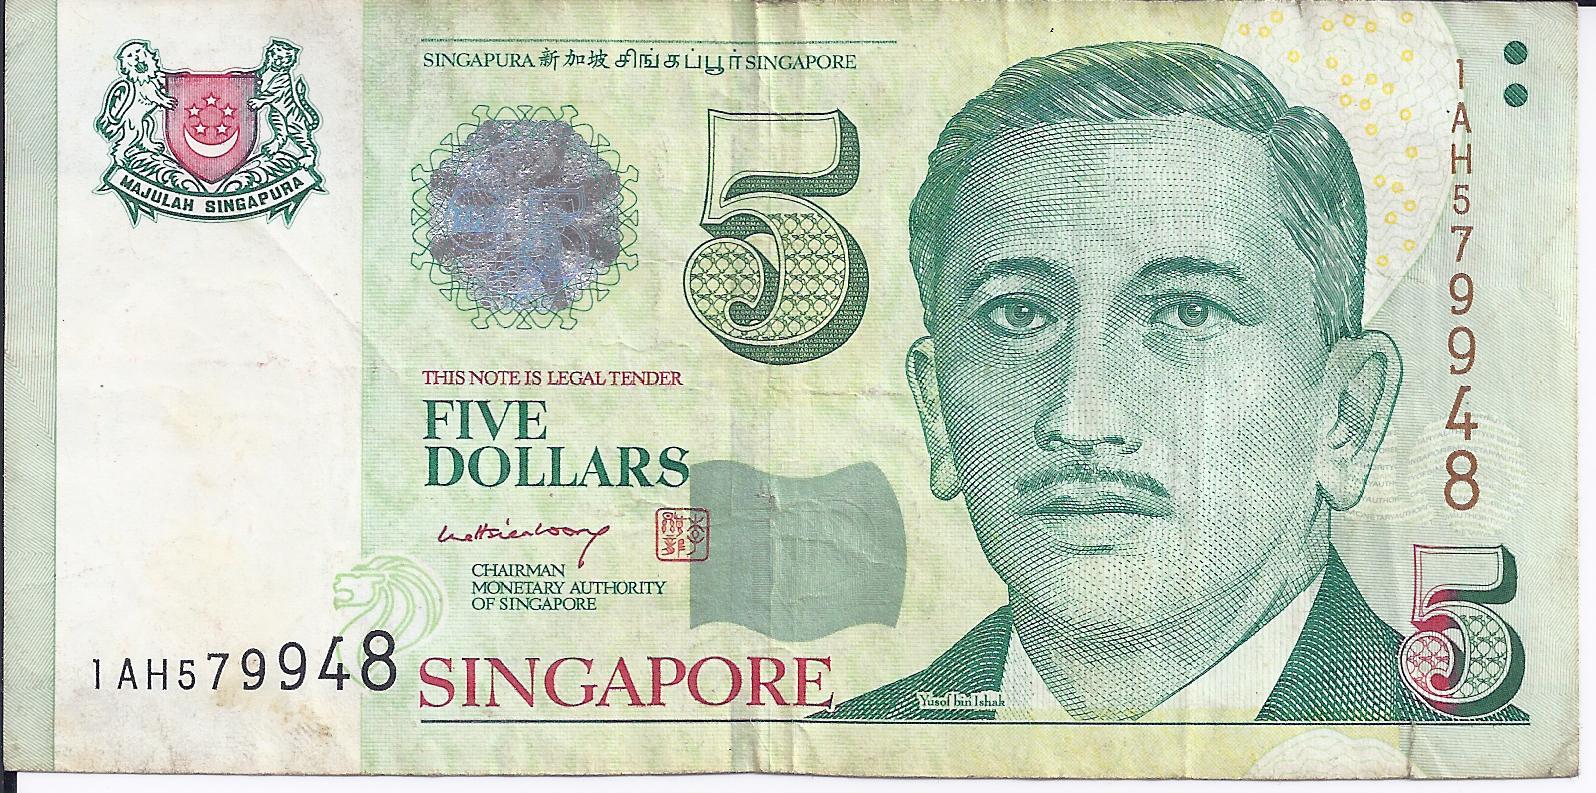 SINGAPURA 新加坡 சிங்கப்பூர் SINGAPORE
MAJULAH SINGAPURA
5
1AH579948
THIS NOTE IS LEGAL TENDER
FIVE
DOLLARS
CHAIRMAN
MONETARY AUTHORITY
OF SINGAPORE
1AH579948
SINGAPORE
Yusof bin Ishak
5